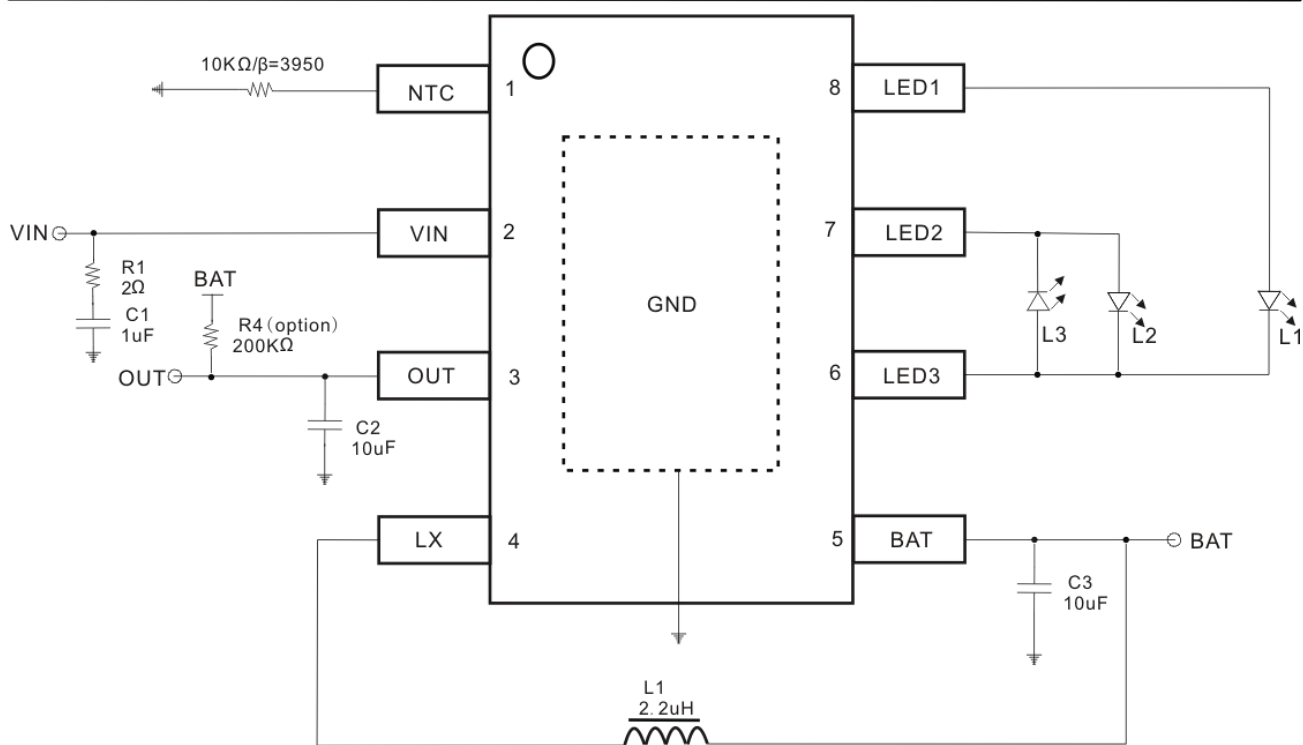 10KΩ/β=3950
NTC
1
8
LED1
VIN
VIN
2
7
LED2
R1
2Ω
BAT
C1
1uF
R4(option)
200KΩ
GND
L3
L2
L1
OUT
OUT
3
6
LED3
C2
10uF
LX
4
5
BAT
BAT
C3
10uF
L1
2.2uH